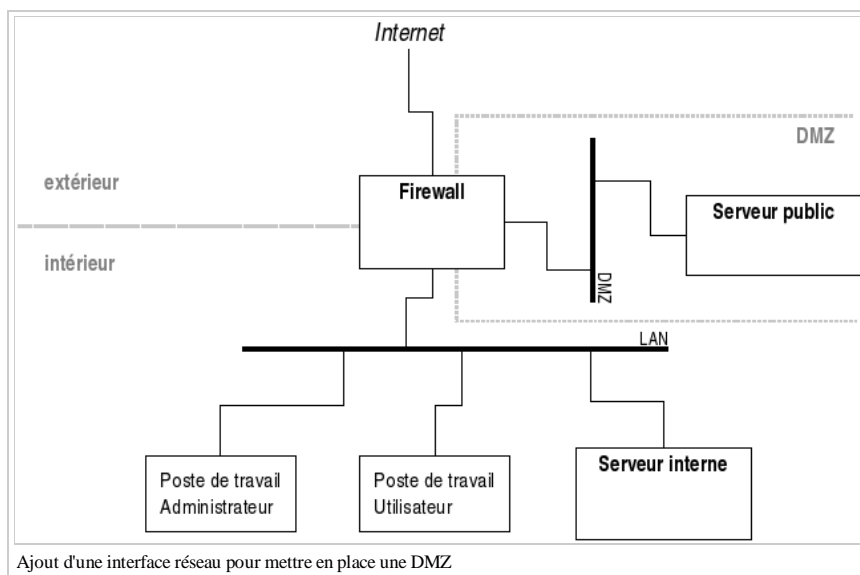 Internet
DMZ
extérieur
Firewall
Serveur public
intérieur
DMZ
LAN
Poste de travail
Administrateur
Poste de travail
Utilisateur
Serveur interne
Ajout d'une interface réseau pour mettre en place une DMZ